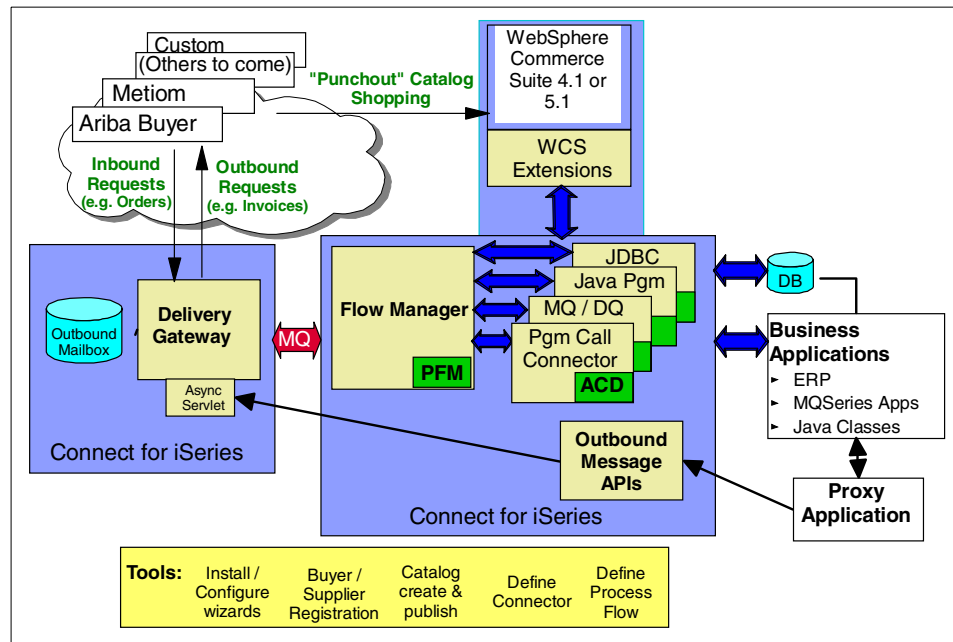 Custom
(Others to come)
Metiom
Ariba Buyer
"Punchout" Catalog
Shopping
WebSphere
Commerce
Suite 4.1 or
5.1
WCS
Extensions
Inbound
Requests
(e.g. Orders)
Outbound
Requests
(e.g. Invoices)
Outbound
Mailbox
Delivery
Gateway
Async
Servlet
Connect for iSeries
MQ
Flow Manager
PFM
JDBC
Java Pgm
MQ / DQ
Pgm Call
Connector
ACD
Outbound
Message
APIs
Connect for iSeries
DB
Business
Applications
► ERP
► MQSeries Apps
► Java Classes
Proxy
Application
Tools:
Install /
Configure
wizards
Buyer /
Supplier
Registration
Catalog
create &
publish
Define
Connector
Define
Process
Flow